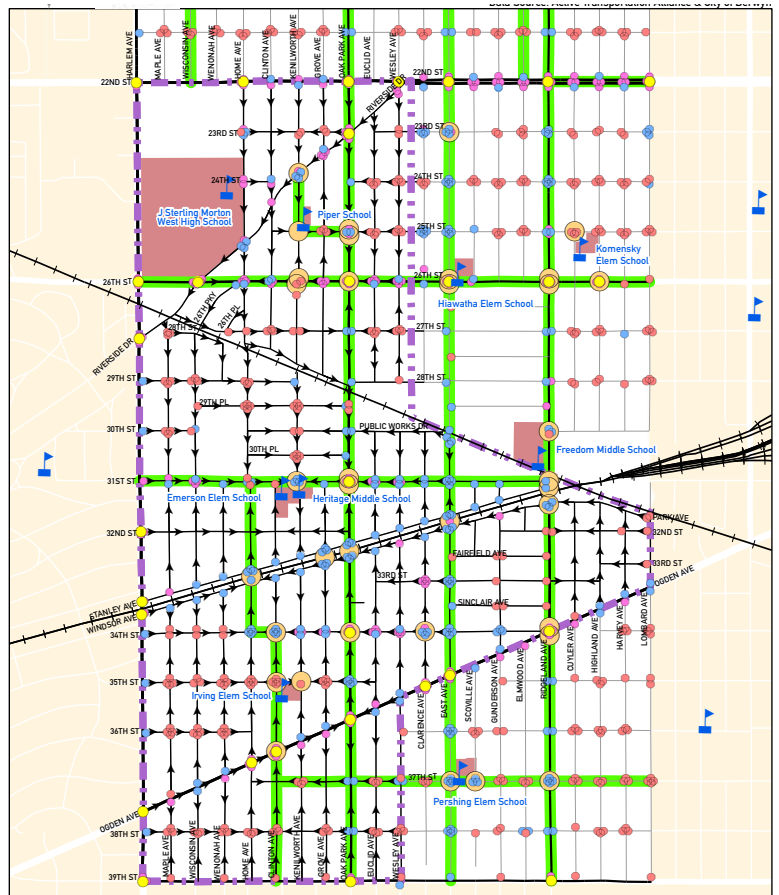 Data Source: Active Transportation Alliance & City of Berwyn
HARLEM AVE
MAPLE AVE
WISCONSIN AVE
WENONAH AVE
HOME AVE
CLINTON AVE
KENILWORTH AVE
GROVE AVE
OAK PARK AVE
EUCLID AVE
WESLEY AVE
22ND ST
22ND ST
RIVERSIDE DR
23RD ST
23RD ST
24TH ST
24TH ST
J Sterling Morton
West High School
Piper School
25TH ST
Komensky
Elem School
26TH ST
26TH ST
Hiawatha Elem School
26TH PKY
26TH PL
28TH ST
27TH ST
RIVERSIDE DR
29TH ST
28TH ST
29TH PL
30TH ST
PUBLIC WORKS DR
30TH PL
Freedom Middle School
31ST ST
Emerson Elem School
Heritage Middle School
PARK AVE
32ND ST
32ND ST
FAIRFIELD AVE
33RD ST
33RD ST
OGDEN AVE
STANLEY AVE
WINDSOR AVE
SINCLAIR AVE
34TH ST
CLARENCE AVE
EAST AVE
SCOVILLE AVE
GUNDERSON AVE
ELMWOOD AVE
RIDGELAND AVE
CUYLER AVE
HIGHLAND AVE
HARVEY AVE
LOMBARD AVE
35TH ST
Irving Elem School
36TH ST
37TH ST
Pershing Elem School
OGDEN AVE
38TH ST
MAPLE AVE
WISCONSIN AVE
WENONAH AVE
HOME AVE
CLINTON AVE
KENILWORTH AVE
GROVE AVE
OAK PARK AVE
EUCLID AVE
WESLEY AVE
39TH ST